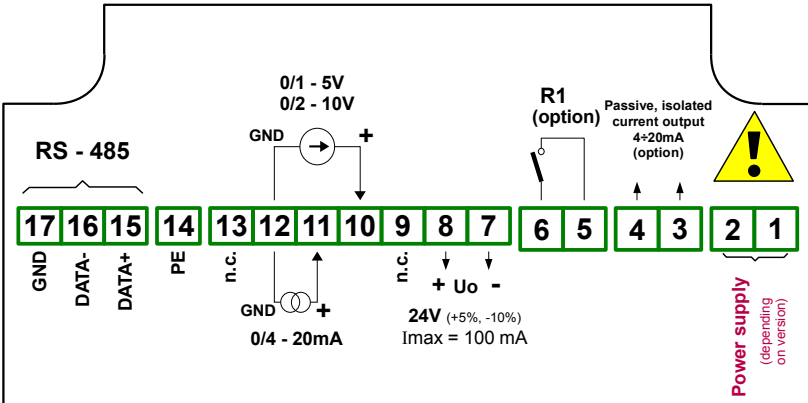 0/1 - 5V
0/2 - 10V
GND
+
R1
(option)
Passive, isolated
current output
4÷20mA
(option)
RS - 485
17 16 15 14 13 12 11 10 9 8 7 6 5 4 3 2 1
GND
DATA-
DATA+
PE
n.c.
GND
+
0/4 - 20mA
n.c.
+ Uo -
24V (+5%, -10%)
Imax = 100 mA
Power supply
(depending
on version)